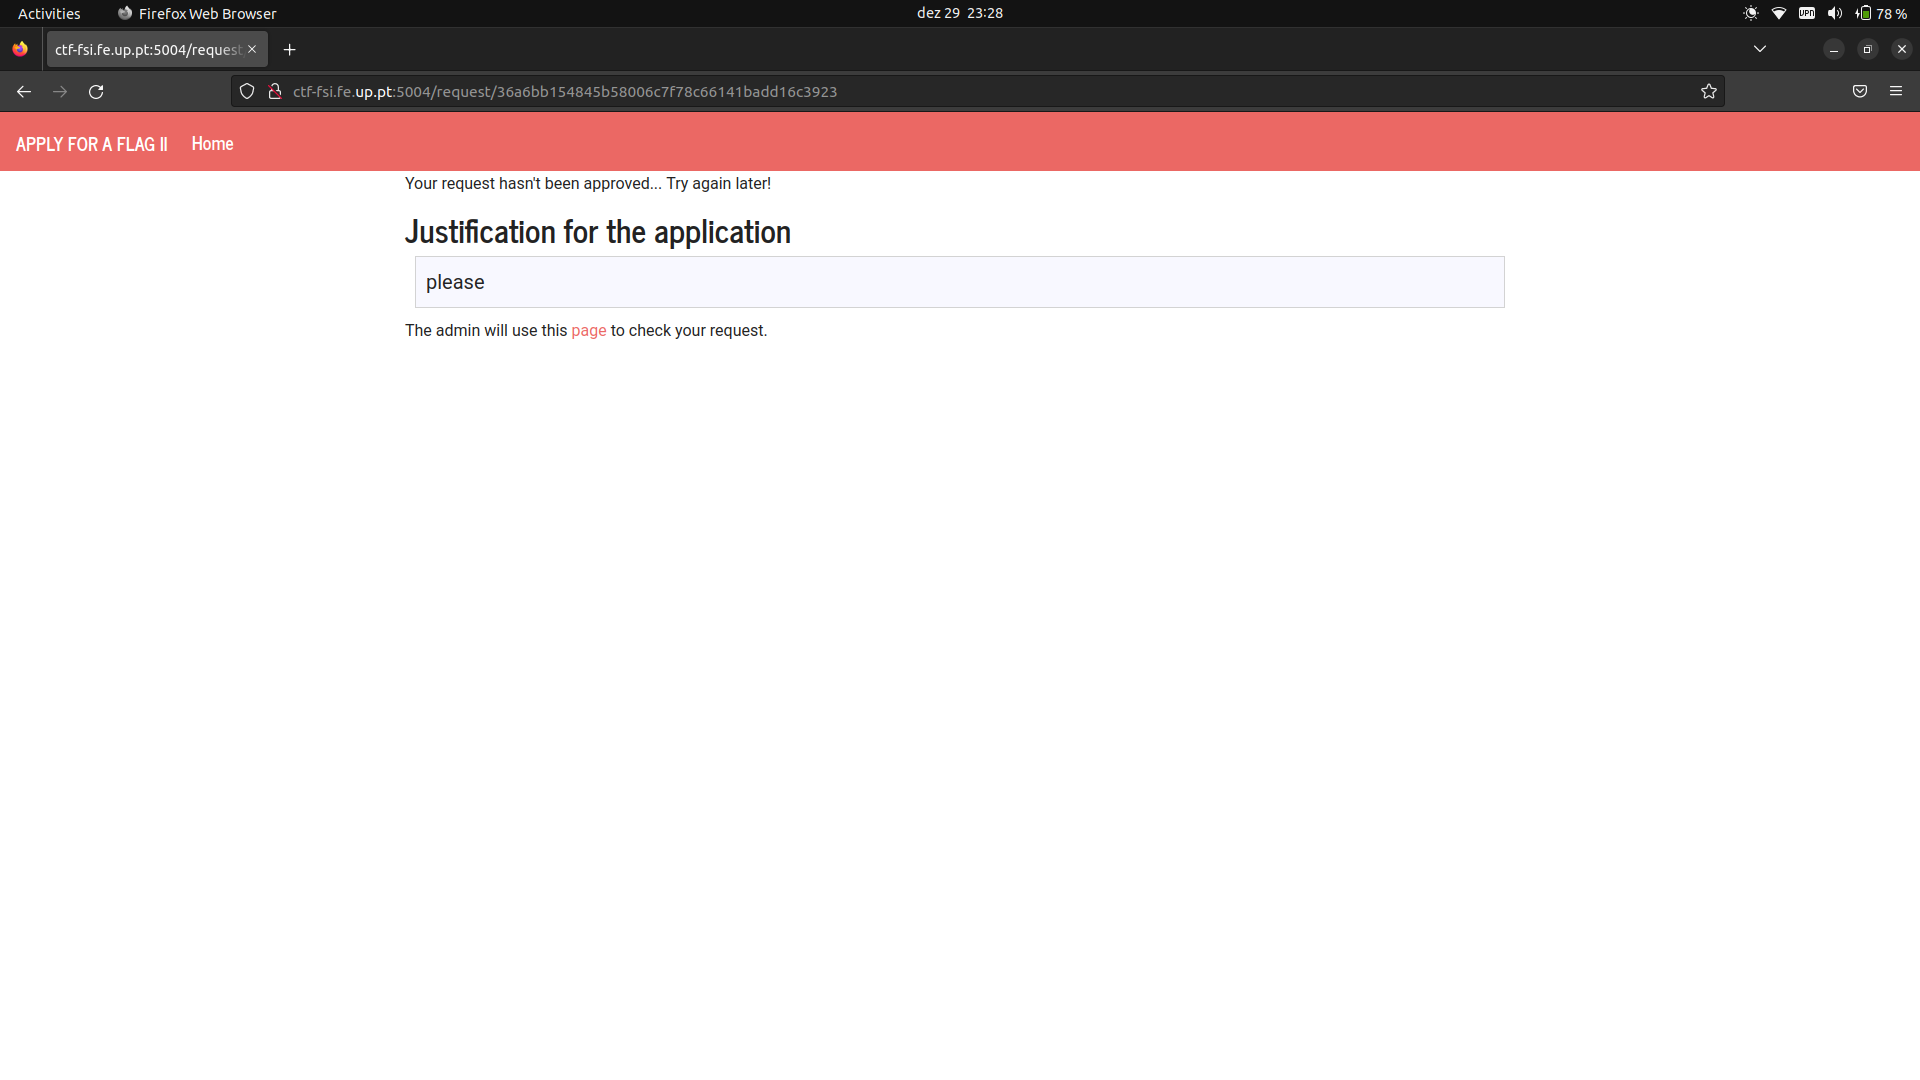 Activities Firefox Web Browser dez 29 23:28 VPN 78 %
ctf-fsi.fe.up.pt:5004/request
ctf-fsi.fe.up.pt:5004/request/36a6bb154845b58006c7f78c66141badd16c3923
APPLY FOR A FLAG II Home
Your request hasn't been approved... Try again later!
Justification for the application
please
The admin will use this page to check your request.